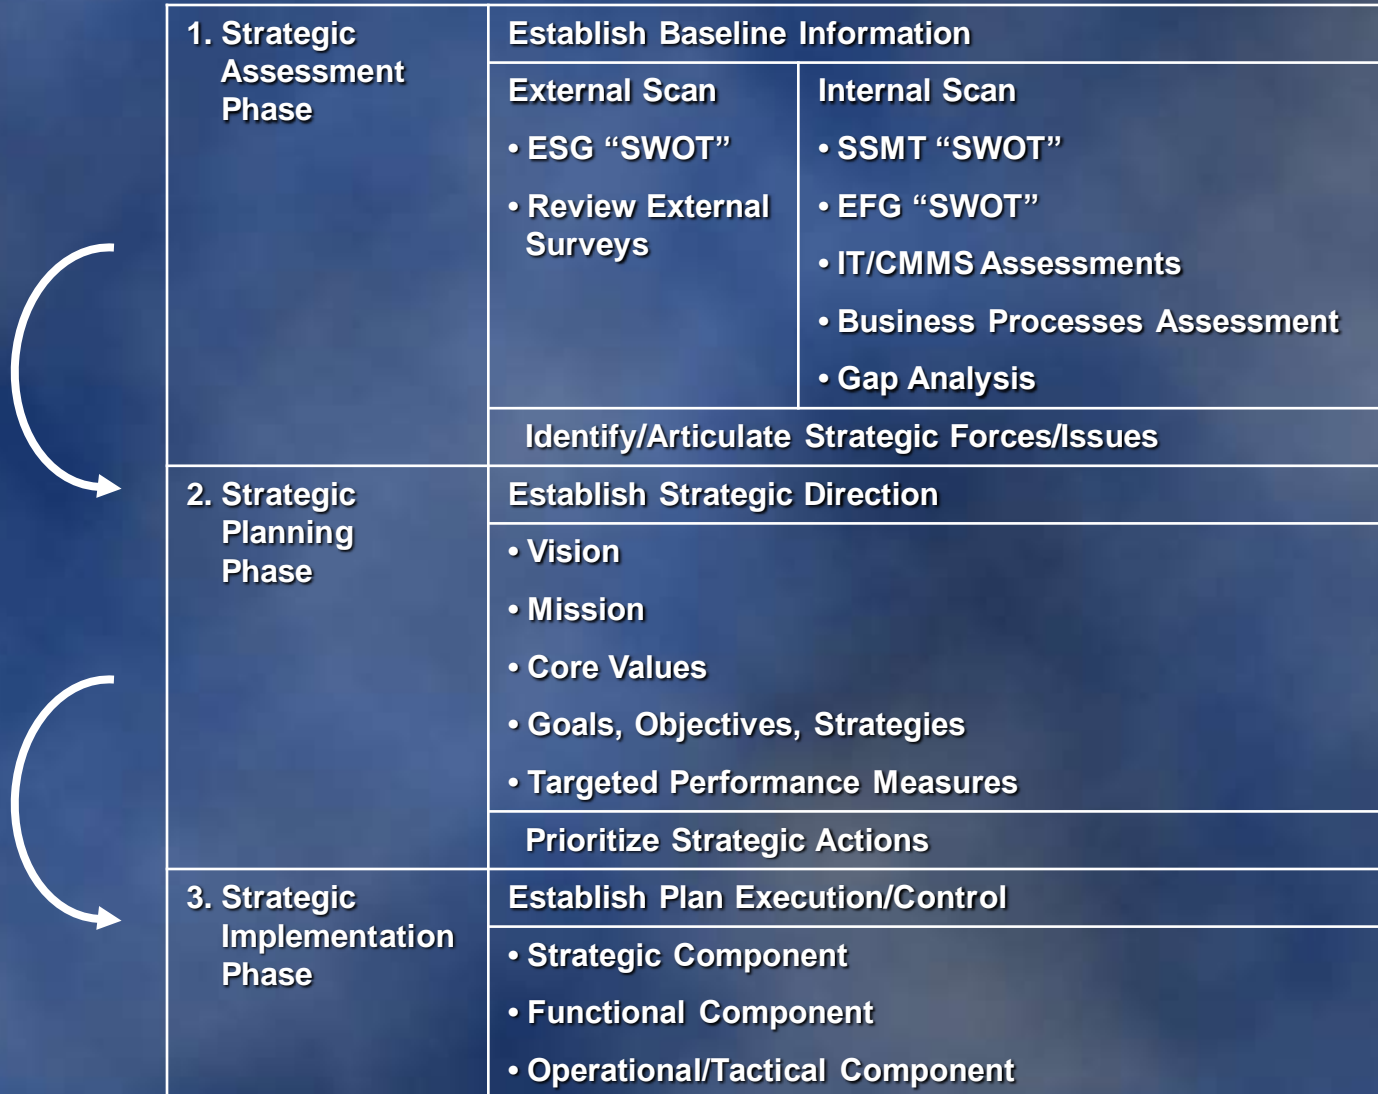 1. Strategic
Assessment
Phase
Establish Baseline Information
External Scan
• ESG “SWOT”
• Review External
Surveys
Internal Scan
• SSMT “SWOT”
• EFG “SWOT”
• IT/CMMS Assessments
• Business Processes Assessment
• Gap Analysis
Identify/Articulate Strategic Forces/Issues
2. Strategic
Planning
Phase
Establish Strategic Direction
• Vision
• Mission
• Core Values
• Goals, Objectives, Strategies
• Targeted Performance Measures
Prioritize Strategic Actions
3. Strategic
Implementation
Phase
Establish Plan Execution/Control
• Strategic Component
• Functional Component
• Operational/Tactical Component